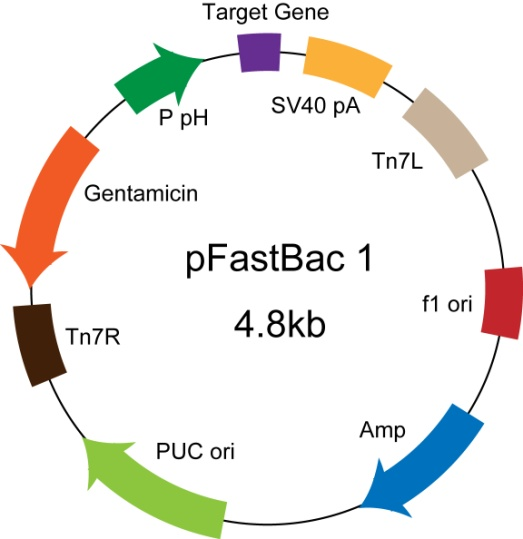 Target Gene
P pH
SV40 pA
Tn7L
Gentamicin
pFastBac 1
4.8kb
f1 ori
Tn7R
Amp
PUC ori